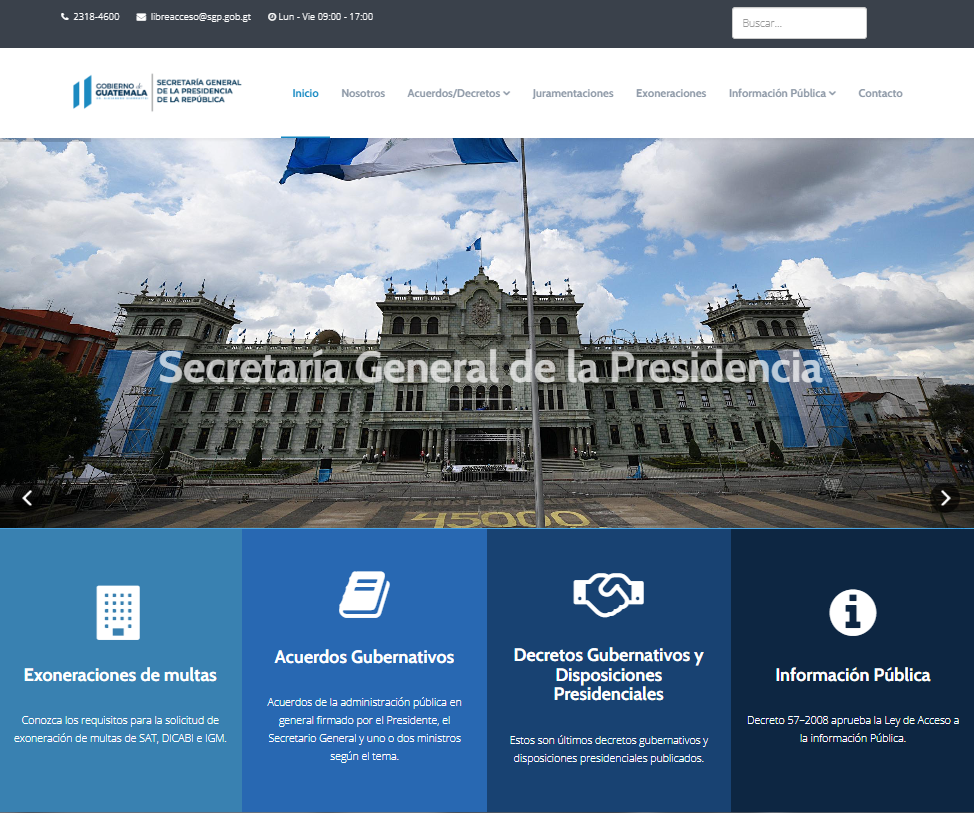 2318-4600 libreacceso@sgp.gob.gt Lun - Vie 09:00 - 17:00
Buscar...
GOBIERNO de
GUATEMALA
SECRETARÍA GENERAL
DE LA PRESIDENCIA
DE LA REPÚBLICA
Inicio Nosotros Acuerdos/Decretos Juramentaciones Exoneraciones Información Pública Contacto
Secretaría General de la Presidencia
45000
Exoneraciones de multas
Conozca los requisitos para la solicitud de
exoneración de multas de SAT, DICABI e IGM.
Acuerdos Gubernativos
Acuerdos de la administración pública en
general firmado por el Presidente, el
Secretario General y uno o dos ministros
según el tema.
Decretos Gubernativos y
Disposiciones
Presidenciales
Estos son últimos decretos gubernativos y
disposiciones presidenciales publicados.
Información Pública
Decreto 57–2008 aprueba la Ley de Acceso a
la información Pública.